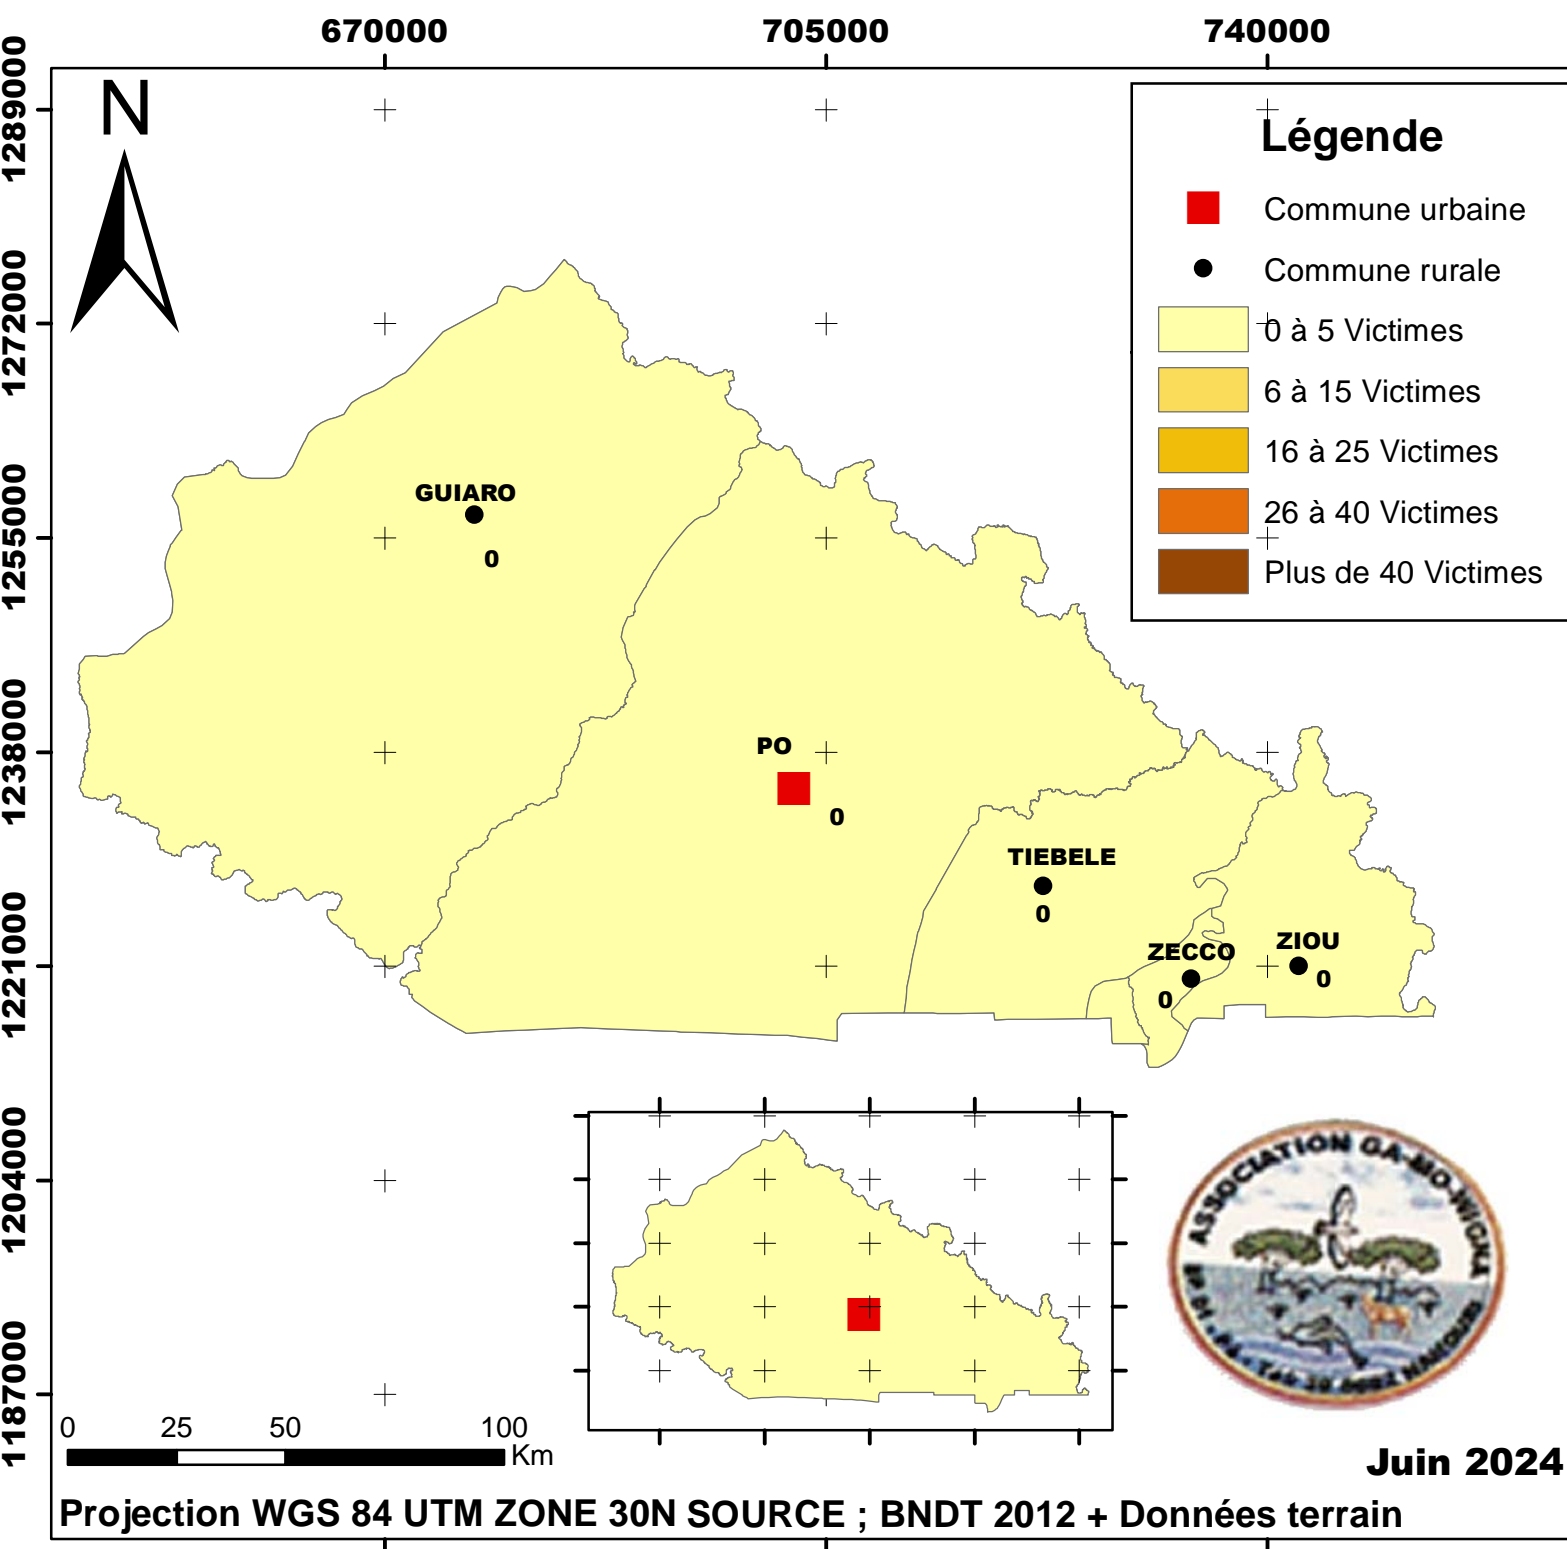 670000 705000 740000
1289000
1272000
1255000
1238000
1221000
1204000
1187000
N
Légende
Commune urbaine
Commune rurale
0 à 5 Victimes
6 à 15 Victimes
16 à 25 Victimes
26 à 40 Victimes
Plus de 40 Victimes
GUIARO
0
PO
0
TIEBELE
0
ZECCO
0
ZIOU
0
ASSOCIATION GA-MO-WIGNA
0 25 50 100
Km
Juin 2024
Projection WGS 84 UTM ZONE 30N SOURCE ; BNDT 2012 + Données terrain